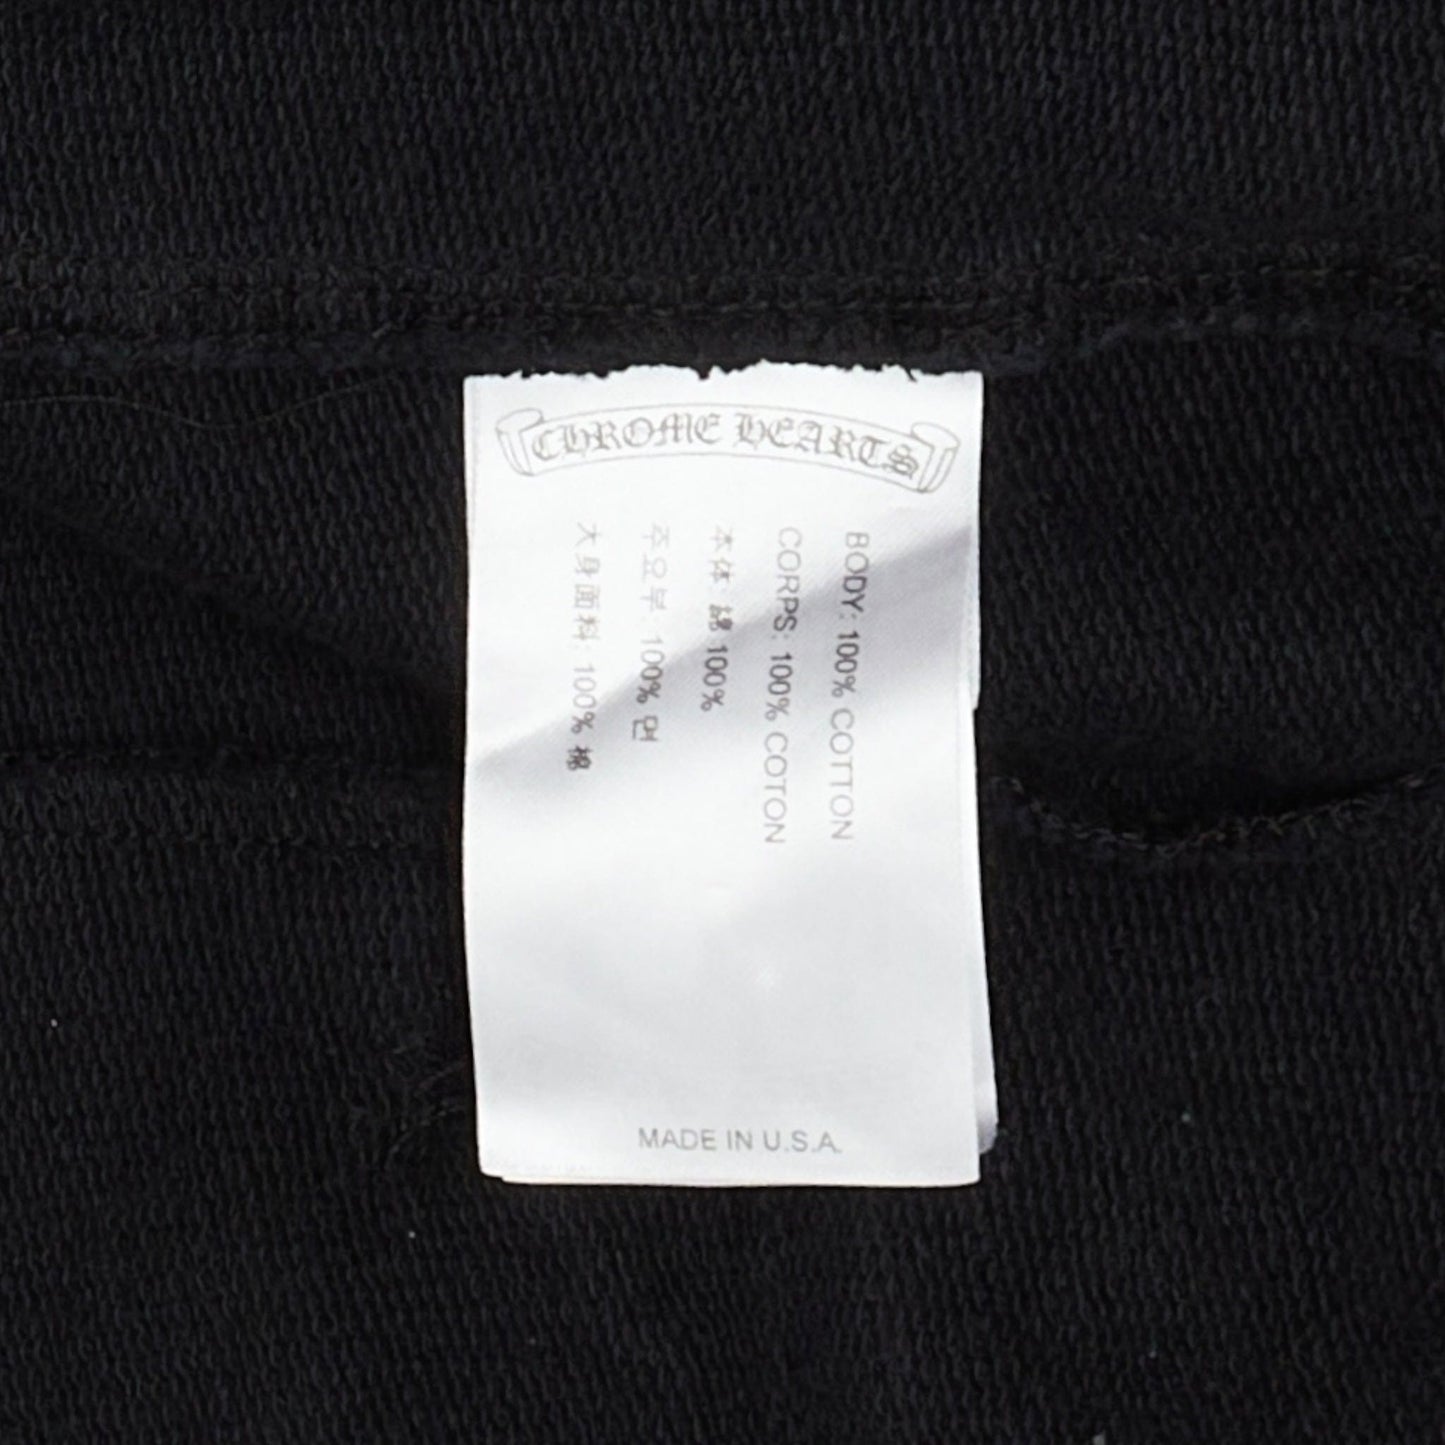 CHROME HEARTS
BODY: 100% COTTON
CORPS: 100% COTON
本体 綿 100%
주요부: 100% 면
大身面料: 100% 棉
MADE IN U.S.A.